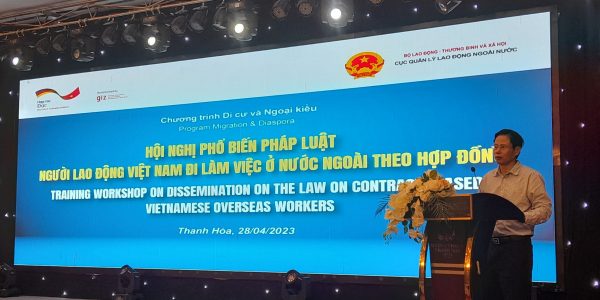 BỘ LAO ĐỘNG - THƯƠNG BINH VÀ XÃ HỘI
CỤC QUẢN LÝ LAO ĐỘNG NGOÀI NƯỚC
giz
Chương trình Di cư và Ngoại kiều
Program Migration & Diaspora
HỘI NGHỊ PHỔ BIẾN PHÁP LUẬT
NGƯỜI LAO ĐỘNG VIỆT NAM ĐI LÀM VIỆC Ở NƯỚC NGOÀI THEO HỢP ĐỒN
TRAINING WORKSHOP ON DISSEMINATION ON THE LAW ON CONTRAC ASED
VIETNAMESE OVERSEAS WORKERS
Thanh Hóa, 28/04/2023